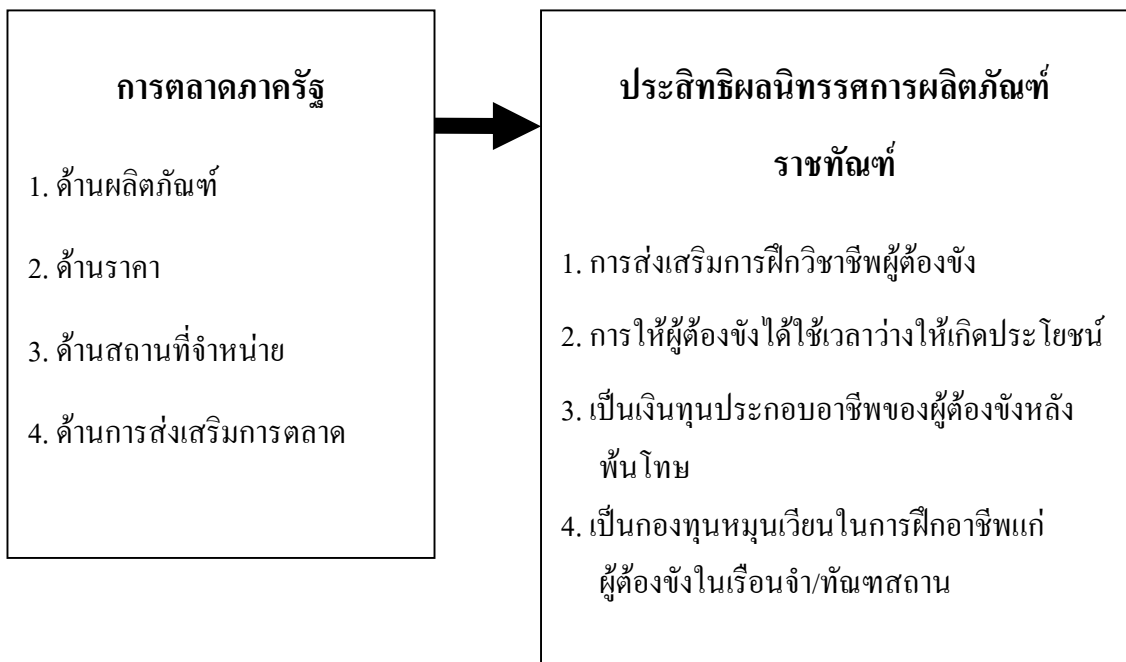 การตลาดภาครัฐ
1. ด้านผลิตภัณฑ์
2. ด้านราคา
3. ด้านสถานที่จำหน่าย
4. ด้านการส่งเสริมการตลาด
ประสิทธิผลนิทรรศการผลิตภัณฑ์
ราชทัณฑ์
1. การส่งเสริมการฝึกวิชาชีพผู้ต้องขัง
2. การให้ผู้ต้องขังได้ใช้เวลาว่างให้เกิดประโยชน์
3. เป็นเงินทุนประกอบอาชีพของผู้ต้องขังหลัง
พ้นโทษ
4. เป็นกองทุนหมุนเวียนในการฝึกอาชีพแก่
ผู้ต้องขังในเรือนจำ/ทัณฑสถาน